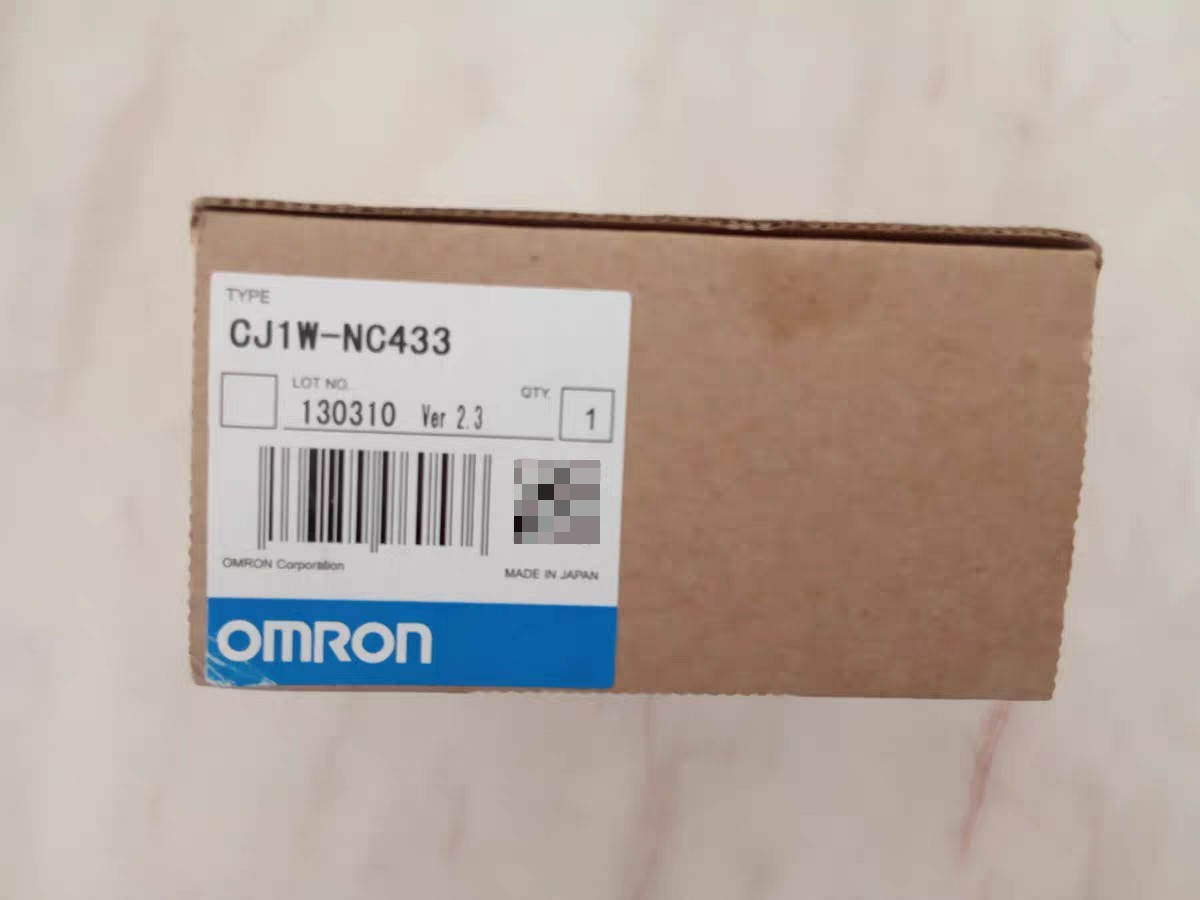 TYPE
CJ1W-NC433
LOT NO. QTY.
130310 Ver 2.3 1
OMRON Corporation
MADE IN JAPAN
OMRON